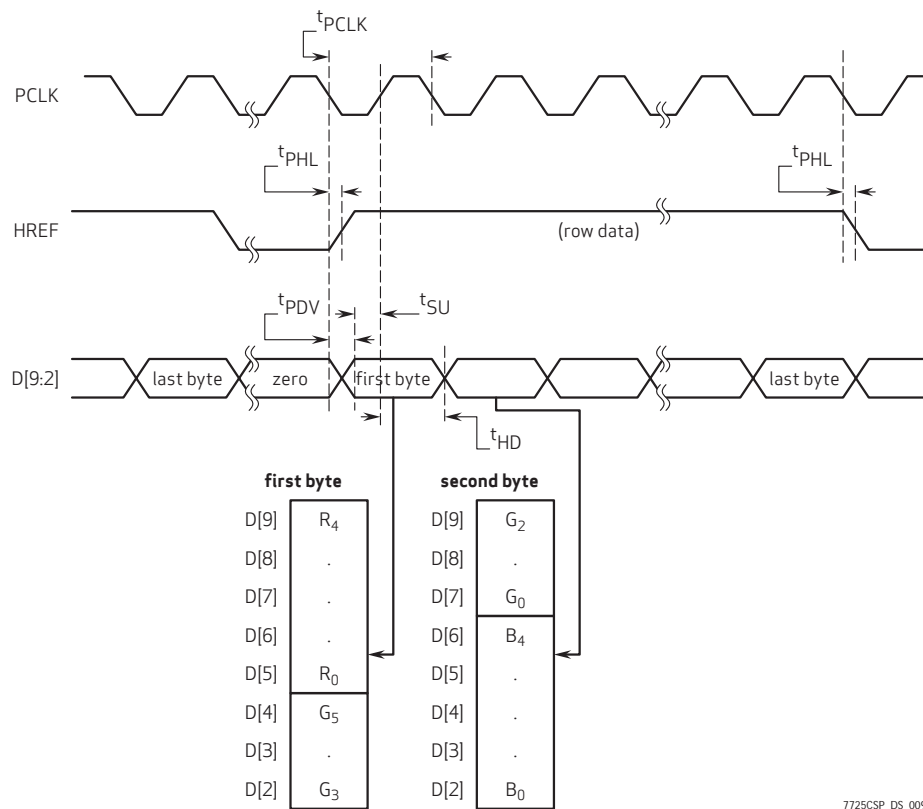 tPCLK
PCLK
tPHL
tPHL
HREF
(row data)
tPDV
tSU
D[9:2]
last byte
zero
first byte
last byte
tHD
first byte
second byte
D[9] R4
D[8] .
D[7] .
D[6] .
D[5] R0
D[4] G5
D[3] .
D[2] G3
D[9] G2
D[8] .
D[7] G0
D[6] B4
D[5] .
D[4] .
D[3] .
D[2] B0